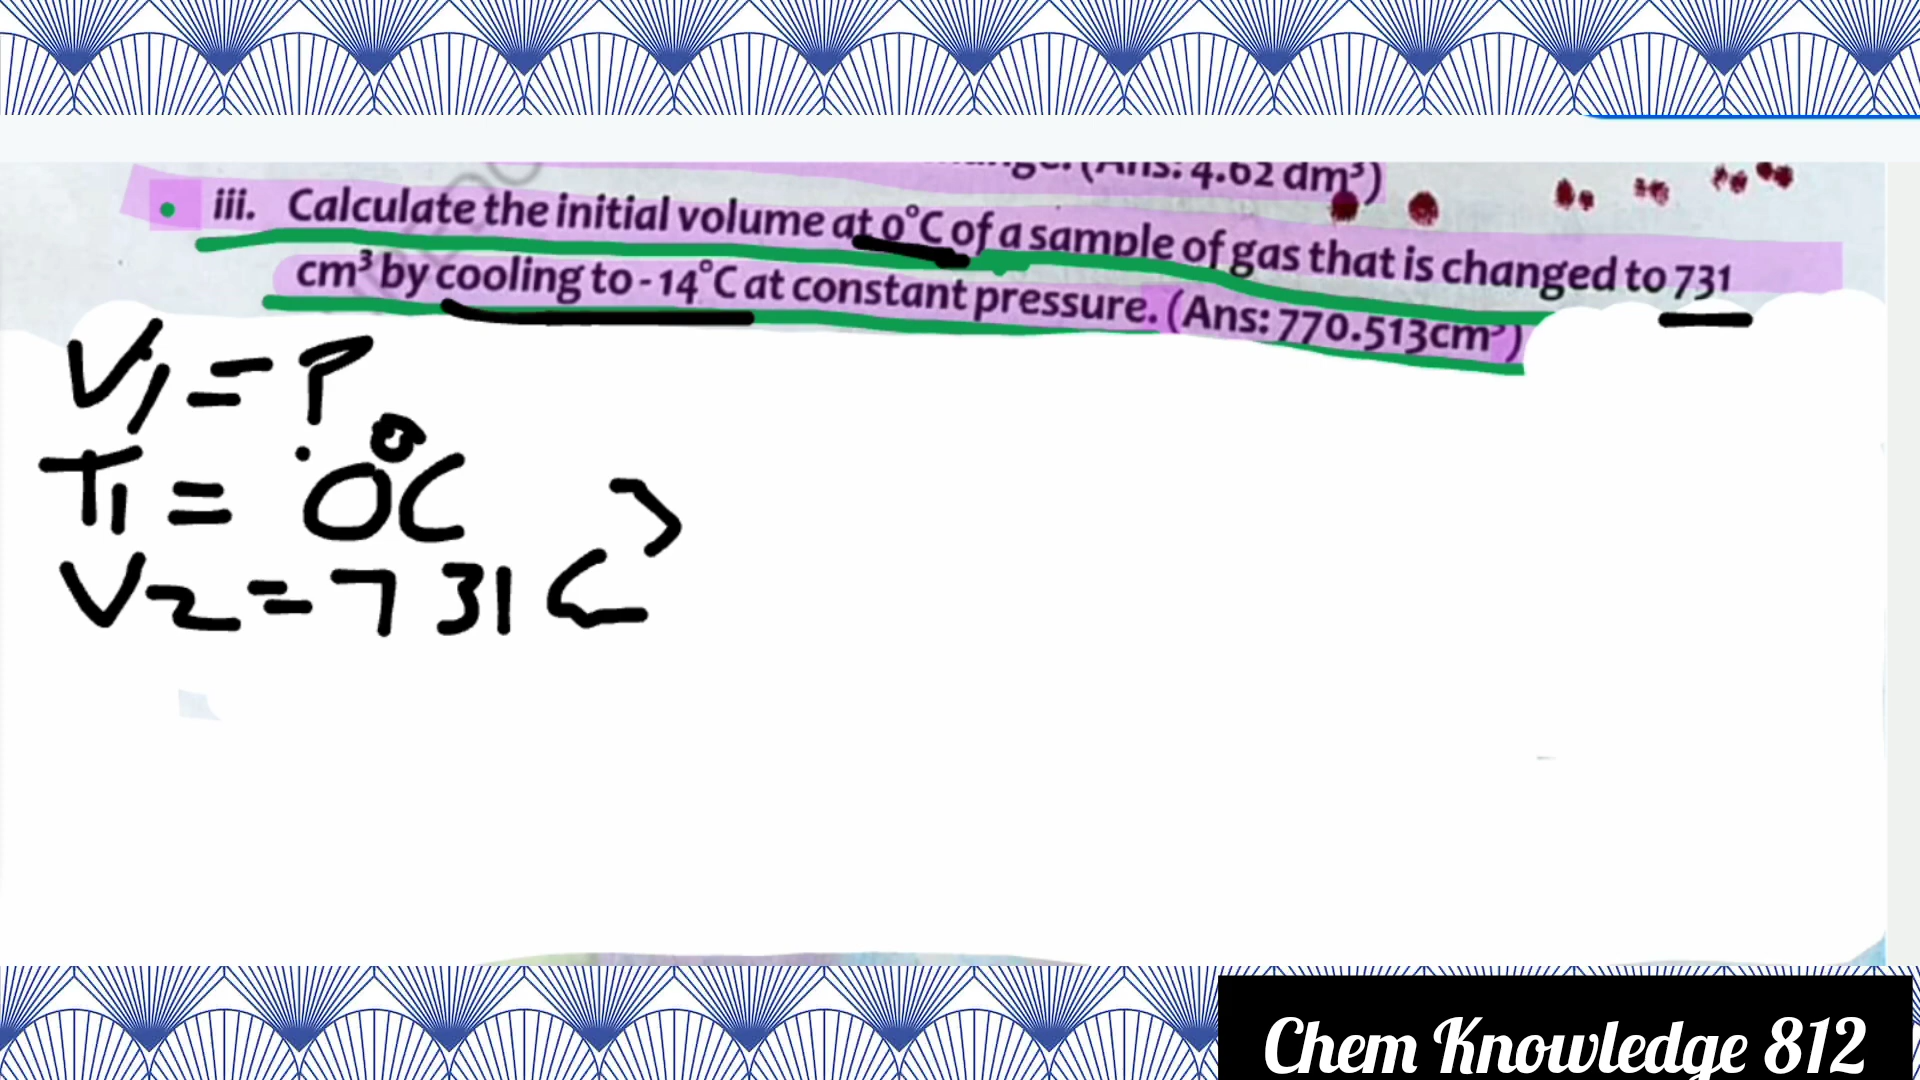 (Ans: 4.62 dm³)
iii. Calculate the initial volume at 0°C of a sample of gas that is changed to 731
cm³ by cooling to -14°C at constant pressure. (Ans: 770.513cm³)
V1 = ?
T1 = 0°C
V2 = 731 C
Chem Knowledge 812